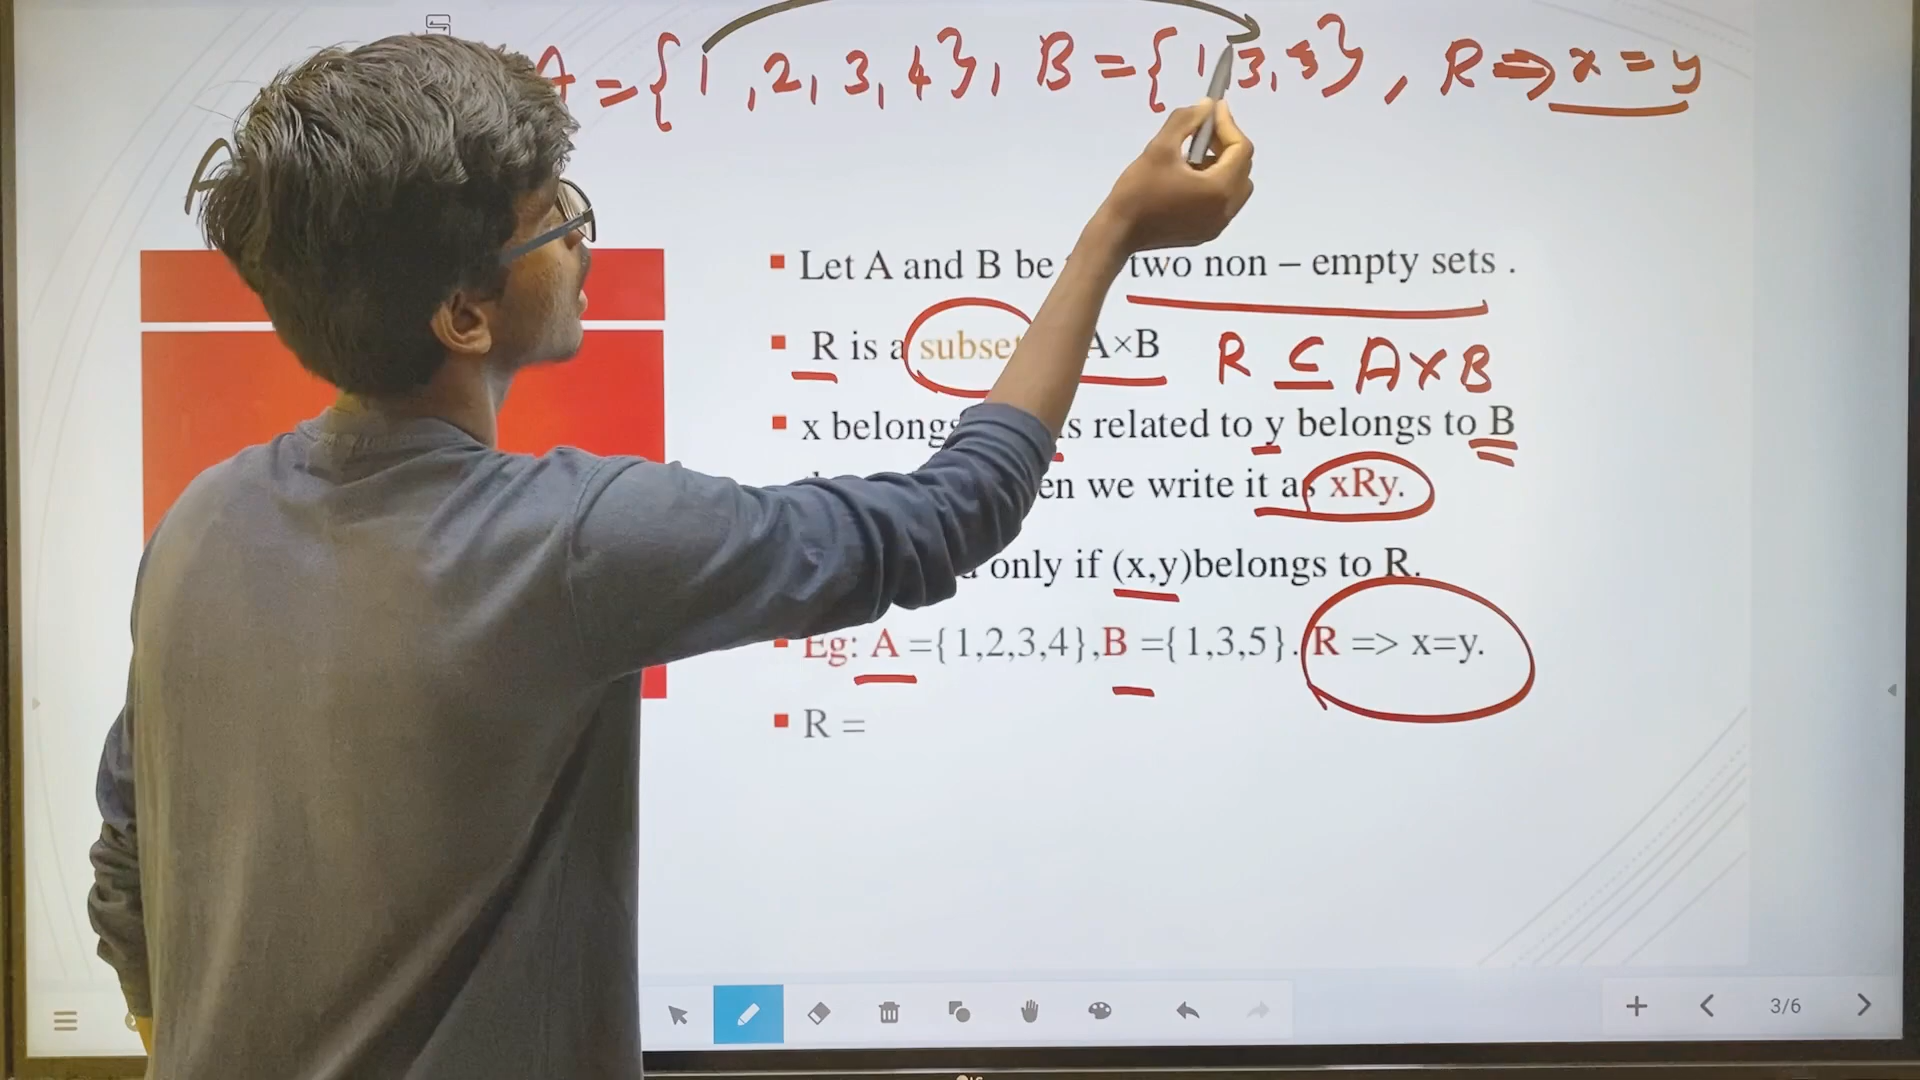 A = {1, 2, 3, 4}, B = {1 3, 5}, R ⇒ x = y
Let A and B be two non – empty sets .
R is a subset A×B R ⊆ A×B
x belongs related to y belongs to B
we write it as xRy.
only if (x,y)belongs to R.
Eg: A ={1,2,3,4},B ={1,3,5}. R => x=y.
R =
3/6